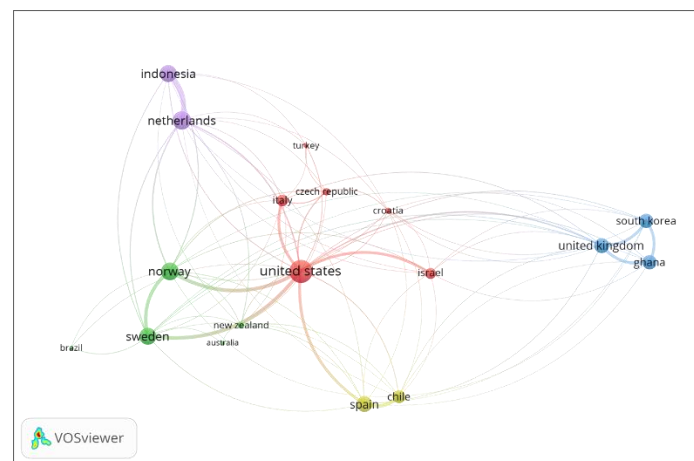 indonesia
netherlands
turkey
czech republic
italy
croatia
south korea
united kingdom
ghana
norway
united states
israel
new zealand
sweden
australia
brazil
chile
spain
VOSviewer